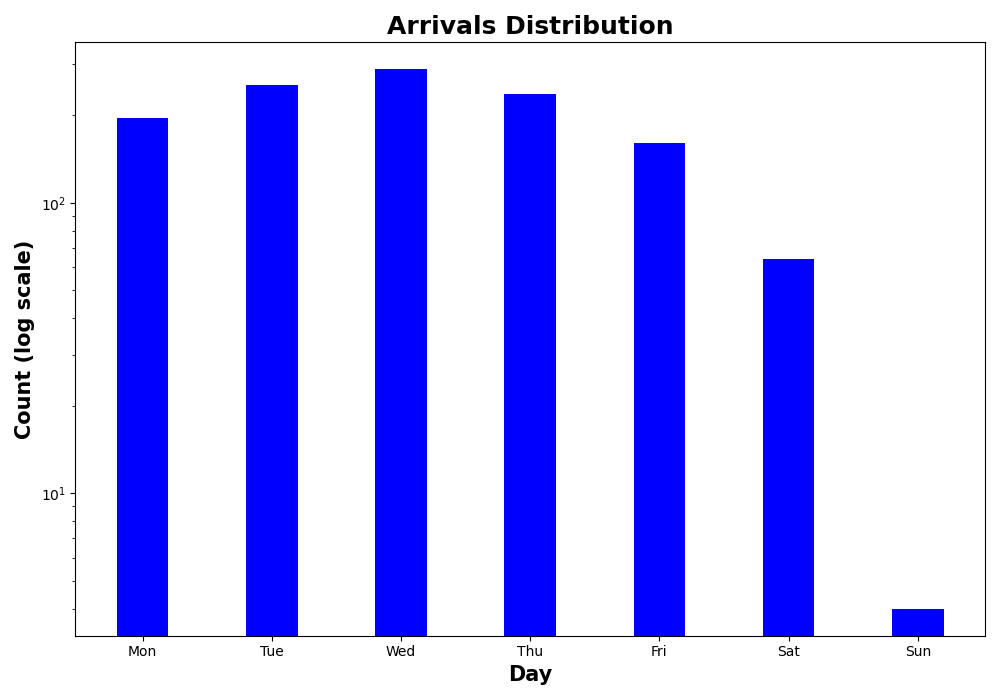 Arrivals Distribution
Count (log scale)
10²
10¹
Mon Tue Wed Thu Fri Sat Sun
Day